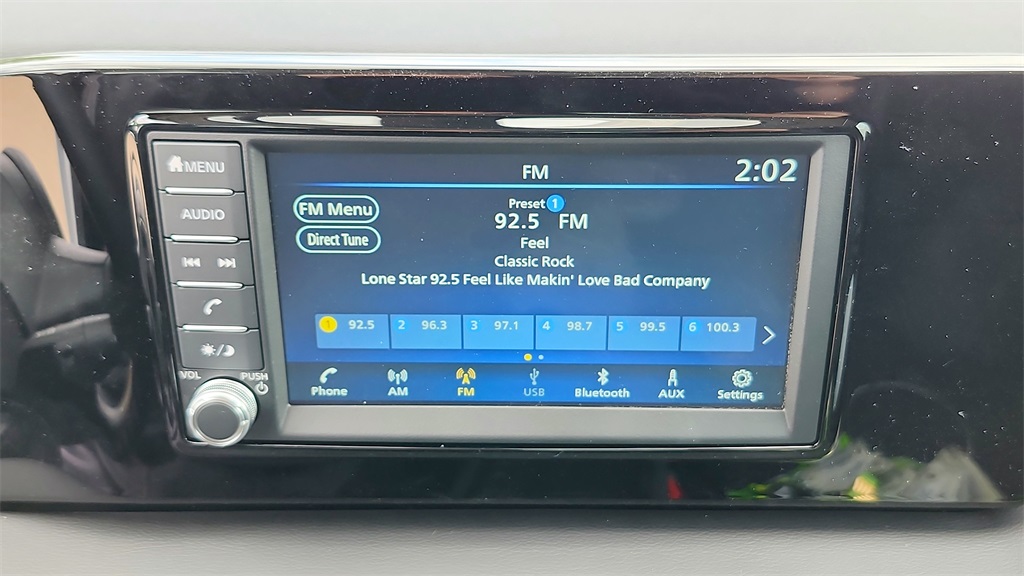 MENU
AUDIO
VOL
PUSH
FM
2:02
FM Menu
Direct Tune
Preset 1
92.5 FM
Feel
Classic Rock
Lone Star 92.5 Feel Like Makin' Love Bad Company
1 92.5 2 96.3 3 97.1 4 98.7 5 99.5 6 100.3
Phone AM FM USB Bluetooth AUX Settings